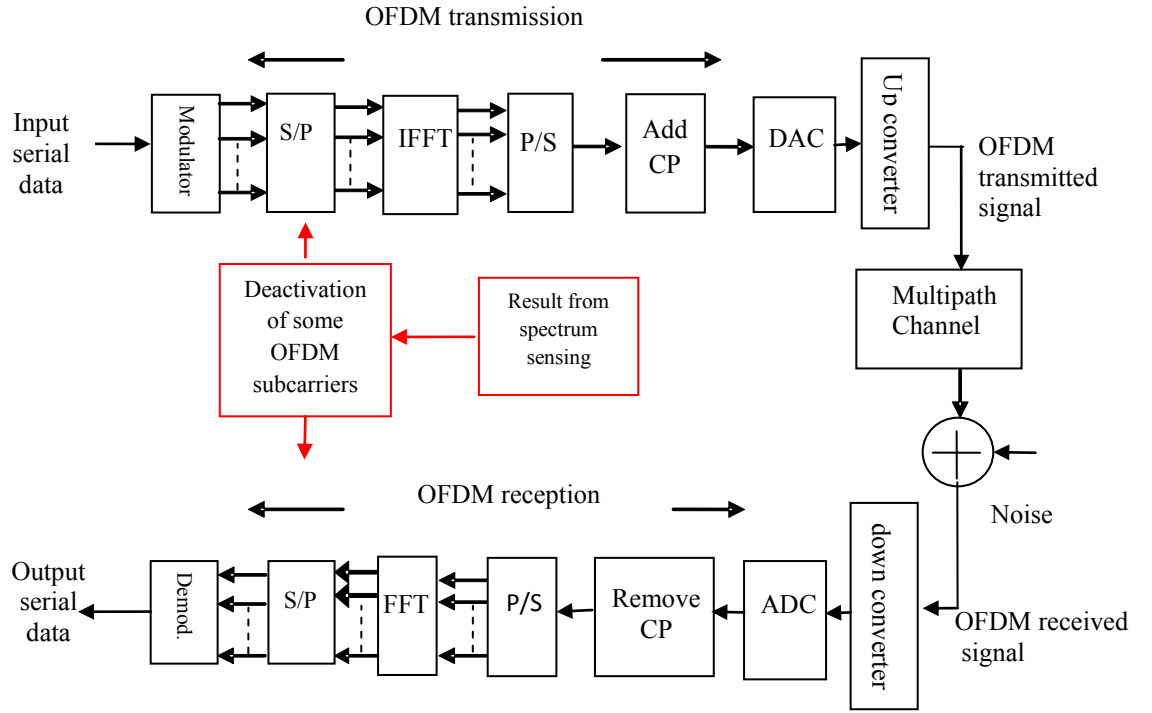 OFDM transmission
Input
serial
data
Modulator
S/P
IFFT
P/S
Add
CP
DAC
Up converter
OFDM
transmitted
signal
Deactivation
of some
OFDM
subcarriers
Result from
spectrum
sensing
Multipath
Channel
Noise
OFDM reception
Output
serial
data
Demod.
S/P
FFT
P/S
Remove
CP
ADC
down converter
OFDM received
signal